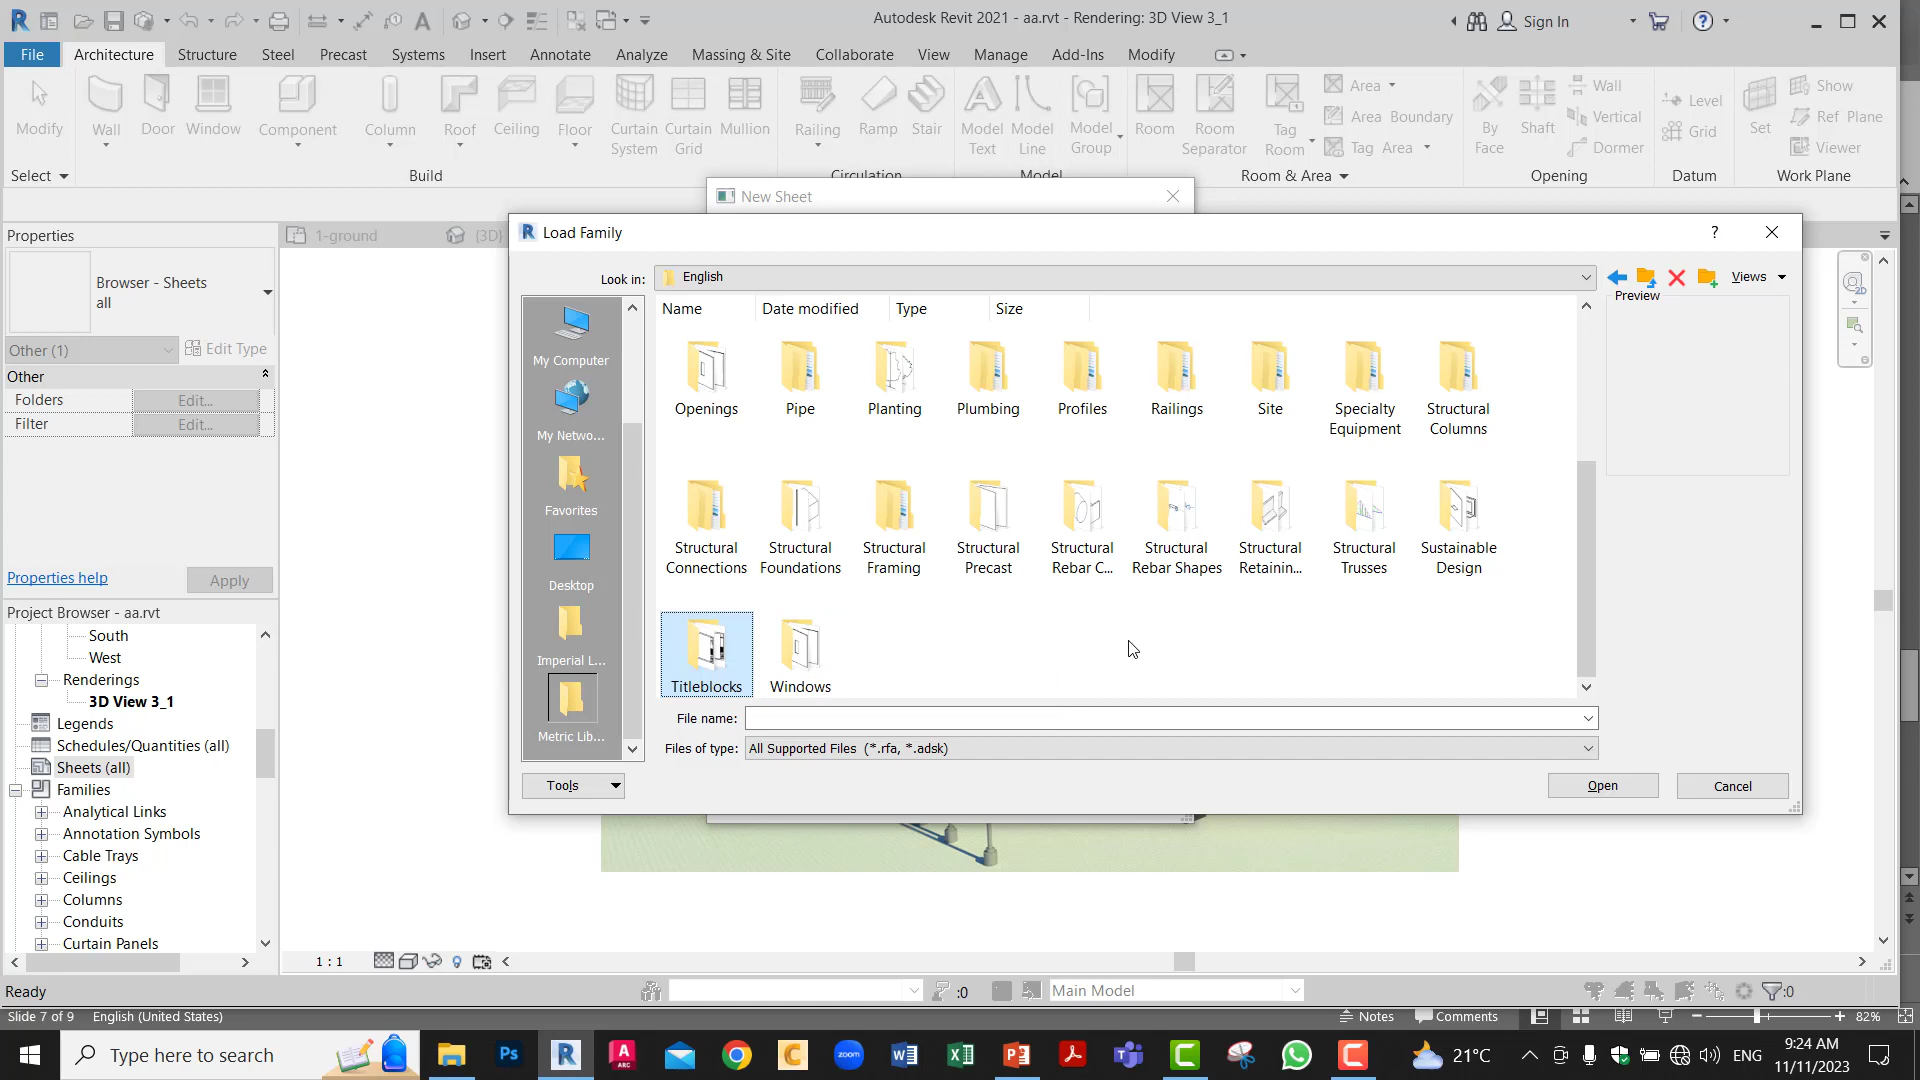 Autodesk Revit 2021 - aa.rvt - Rendering: 3D View 3_1
Sign In
File Architecture Structure Steel Precast Systems Insert Annotate Analyze Massing & Site Collaborate View Manage Add-Ins Modify
Modify
Wall
Door
Window
Component
Column
Roof
Ceiling
Floor
Curtain System
Curtain Grid
Mullion
Railing
Ramp
Stair
Model Text
Model Line
Model Group
Room
Room Separator
Tag Room
Area
Area Boundary
Tag Area
By Face
Shaft
Wall
Vertical
Dormer
Level
Grid
Set
Show
Ref Plane
Viewer
Select
Build
Circulation
Model
Room & Area
Opening
Datum
Work Plane
New Sheet
Properties
1-ground
{3D}
Browser - Sheets
all
Other (1)
Edit Type
Other
Folders Edit...
Filter Edit...
Properties help
Apply
Project Browser - aa.rvt
South
West
Renderings
3D View 3_1
Legends
Schedules/Quantities (all)
Sheets (all)
Families
Analytical Links
Annotation Symbols
Cable Trays
Ceilings
Columns
Conduits
Curtain Panels
Load Family
?
Look in:
English
Views
Preview
My Computer
My Netwo...
Favorites
Desktop
Imperial L...
Metric Lib...
Name Date modified Type Size
Openings
Pipe
Planting
Plumbing
Profiles
Railings
Site
Specialty Equipment
Structural Columns
Structural Connections
Structural Foundations
Structural Framing
Structural Precast
Structural Rebar C...
Structural Rebar Shapes
Structural Retainin...
Structural Trusses
Sustainable Design
Titleblocks
Windows
File name:
Files of type: All Supported Files (*.rfa, *.adsk)
Tools
Open
Cancel
1 : 1
Ready
:0
Main Model
:0
Slide 7 of 9 English (United States)
Notes
Comments
82%
Type here to search
21°C
ENG
9:24 AM
11/11/2023